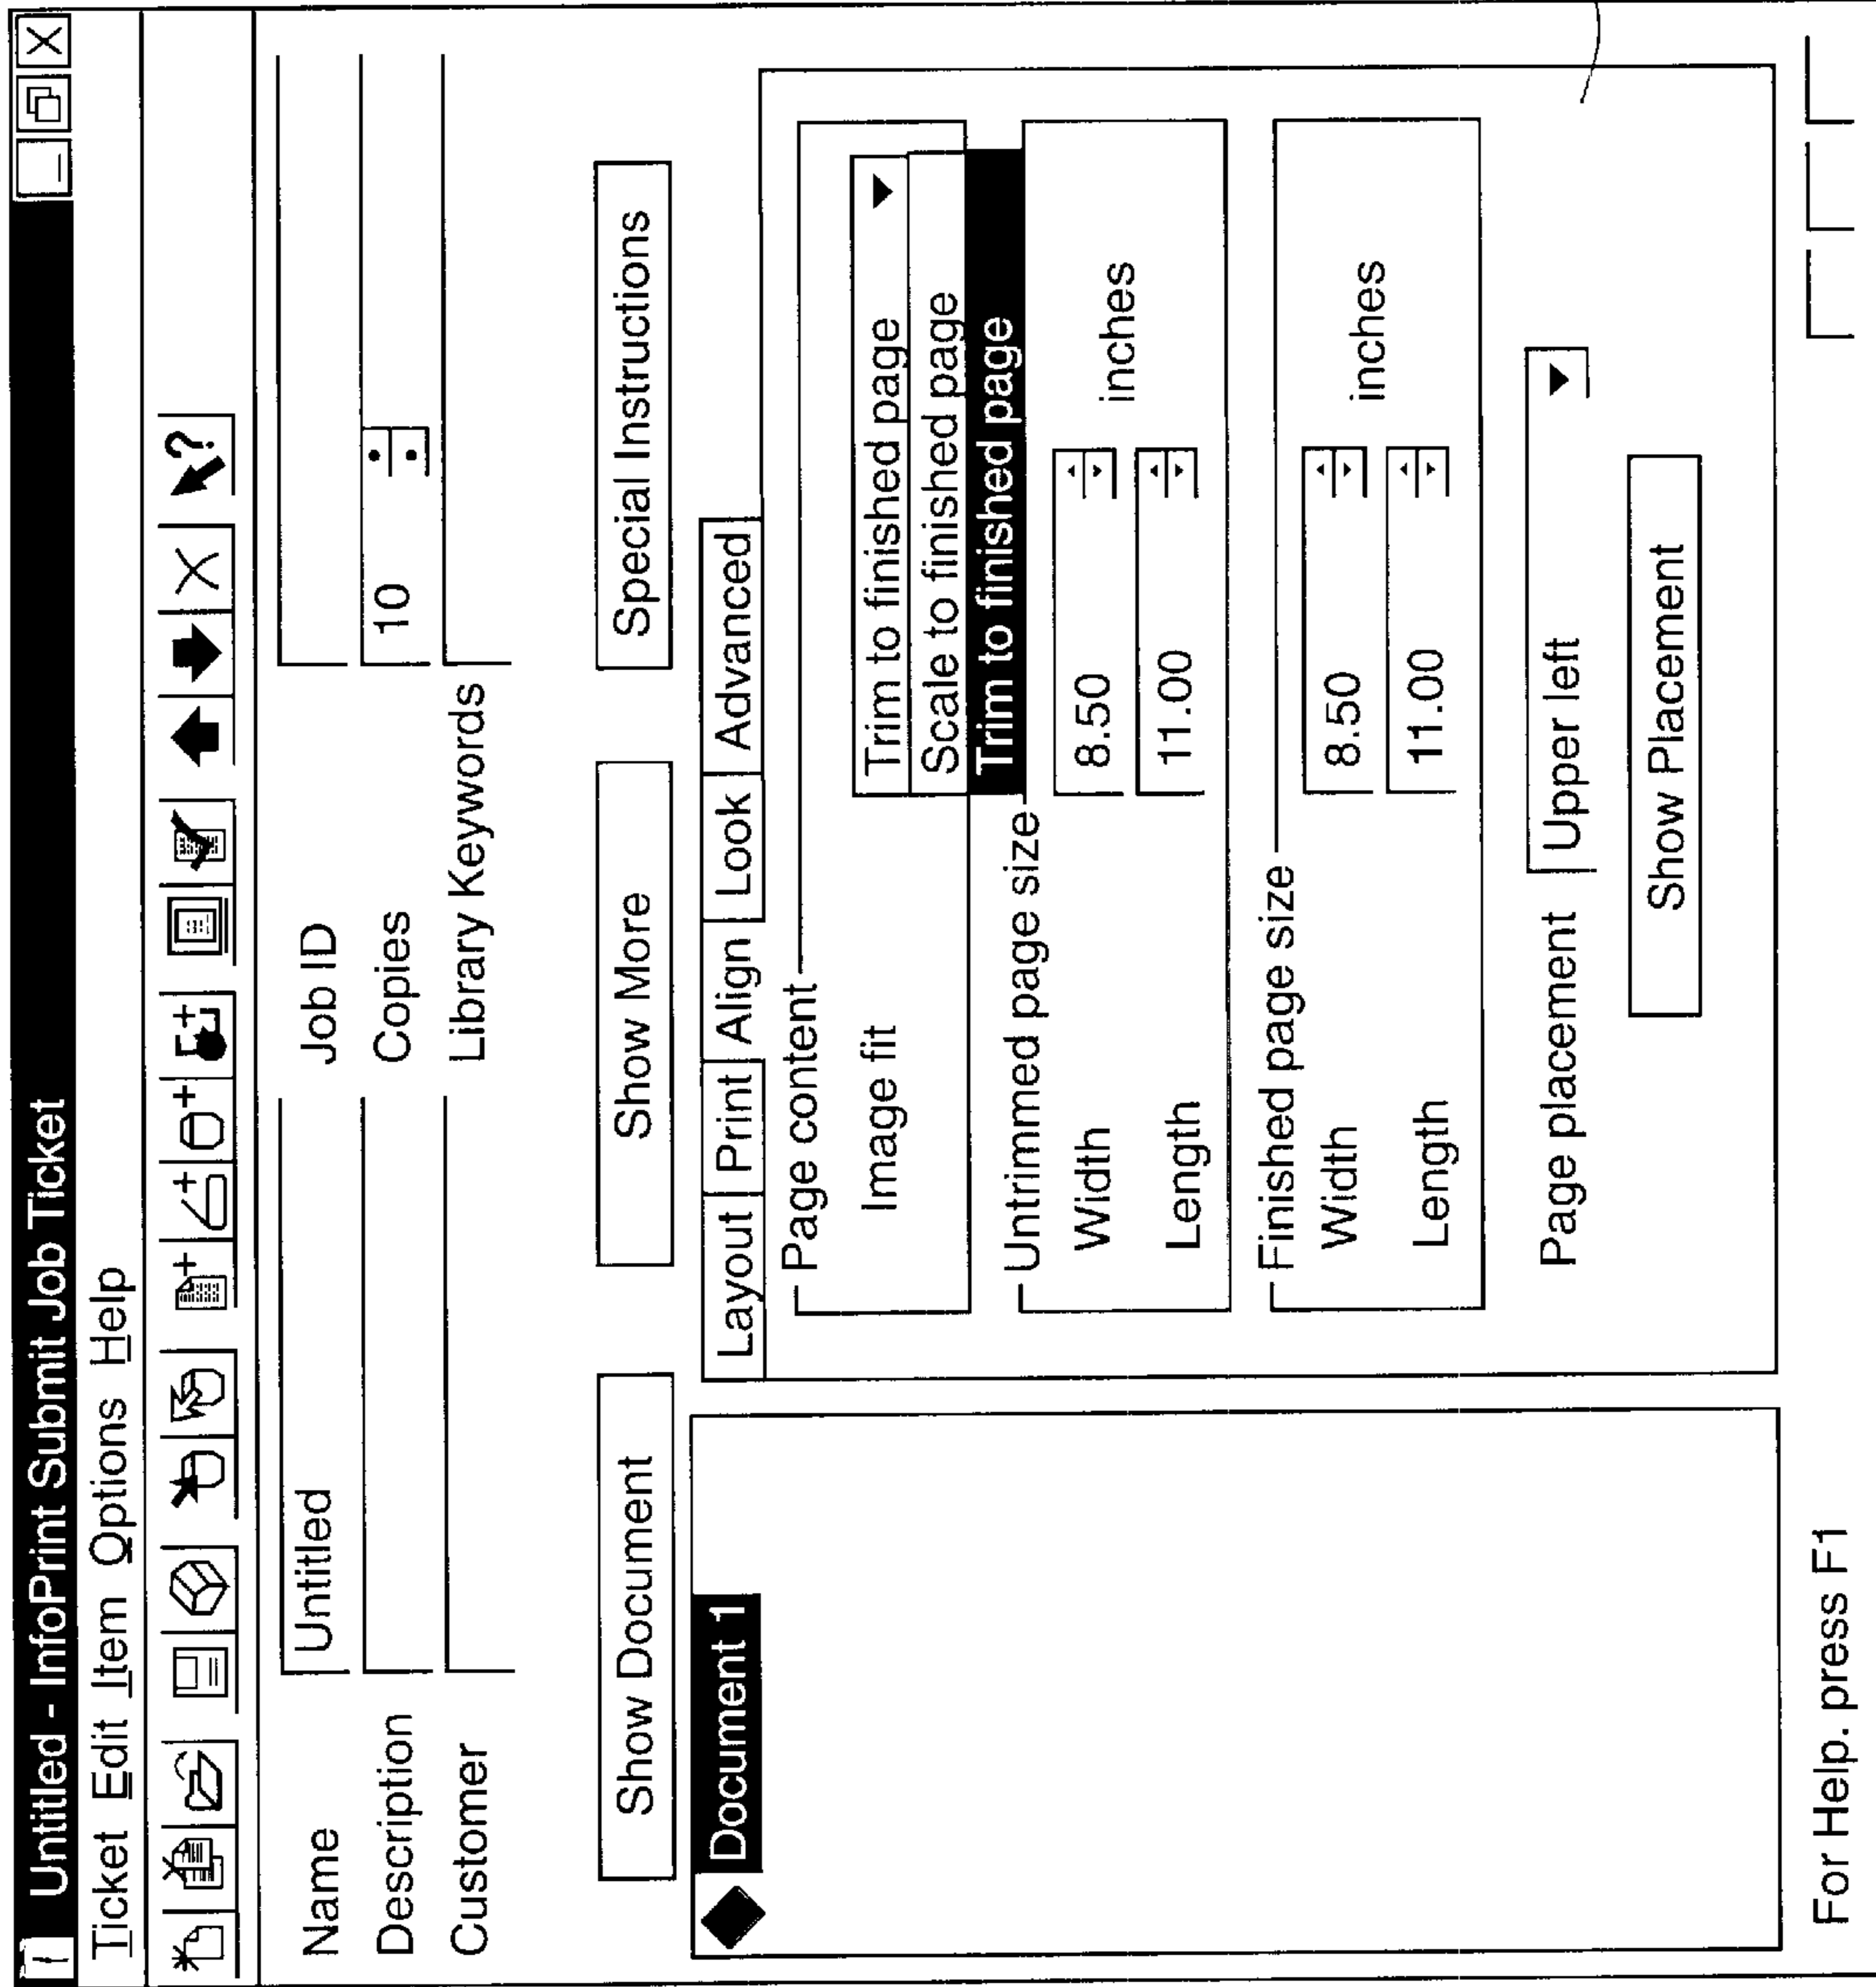 Untitled - InfoPrint Submit Job Ticket
Ticket Edit Item Options Help
Name Untitled Job ID
Description Copies 10
Customer Library Keywords
Show Document Show More Special Instructions
Document 1
Layout Print Align Look Advanced
Page content
Image fit Trim to finished page
Scale to finished page
Trim to finished page
Untrimmed page size
Width 8.50 inches
Length 11.00
Finished page size
Width 8.50 inches
Length 11.00
Page placement Upper left
Show Placement
For Help. press F1